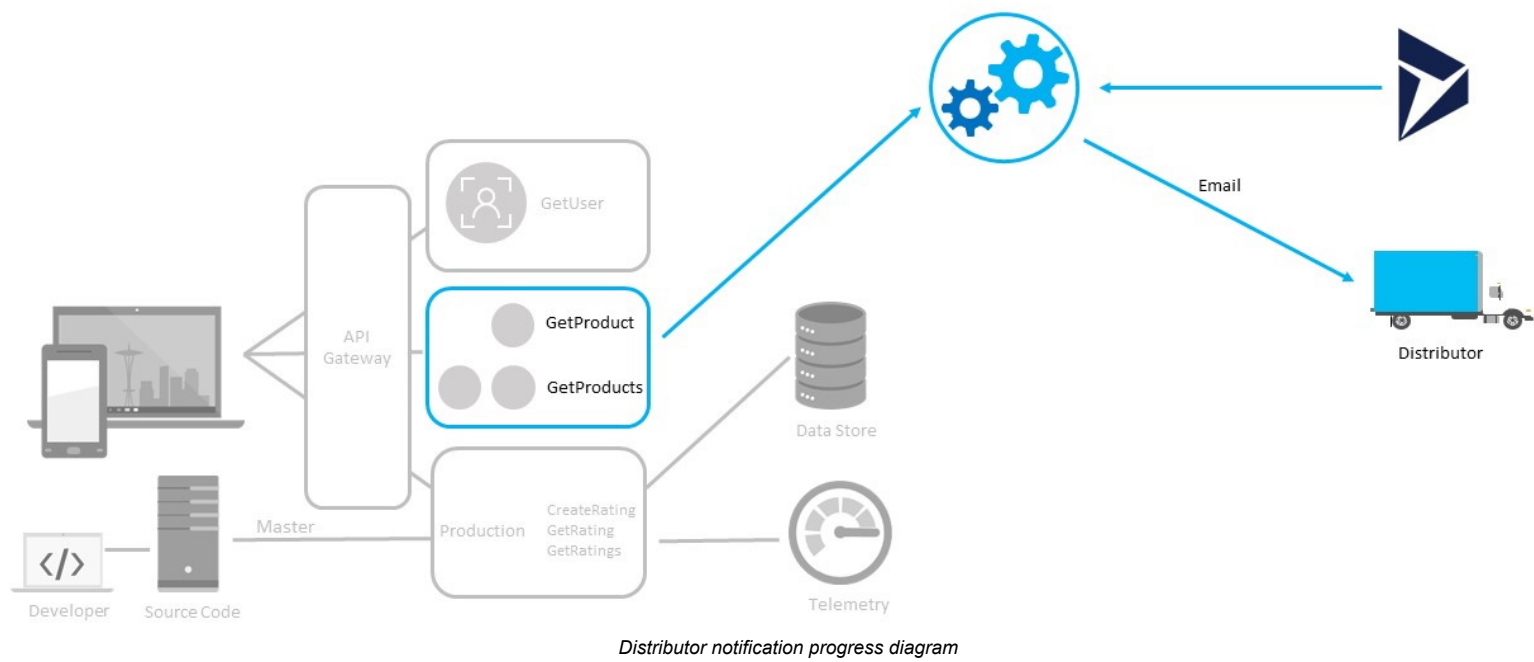 Email
GetUser
GetProduct
API
Gateway
Distributor
GetProducts
Data Store
Master
Production
CreateRating
GetRating
GetRatings
</>
Developer
Source Code
Telemetry
Distributor notification progress diagram